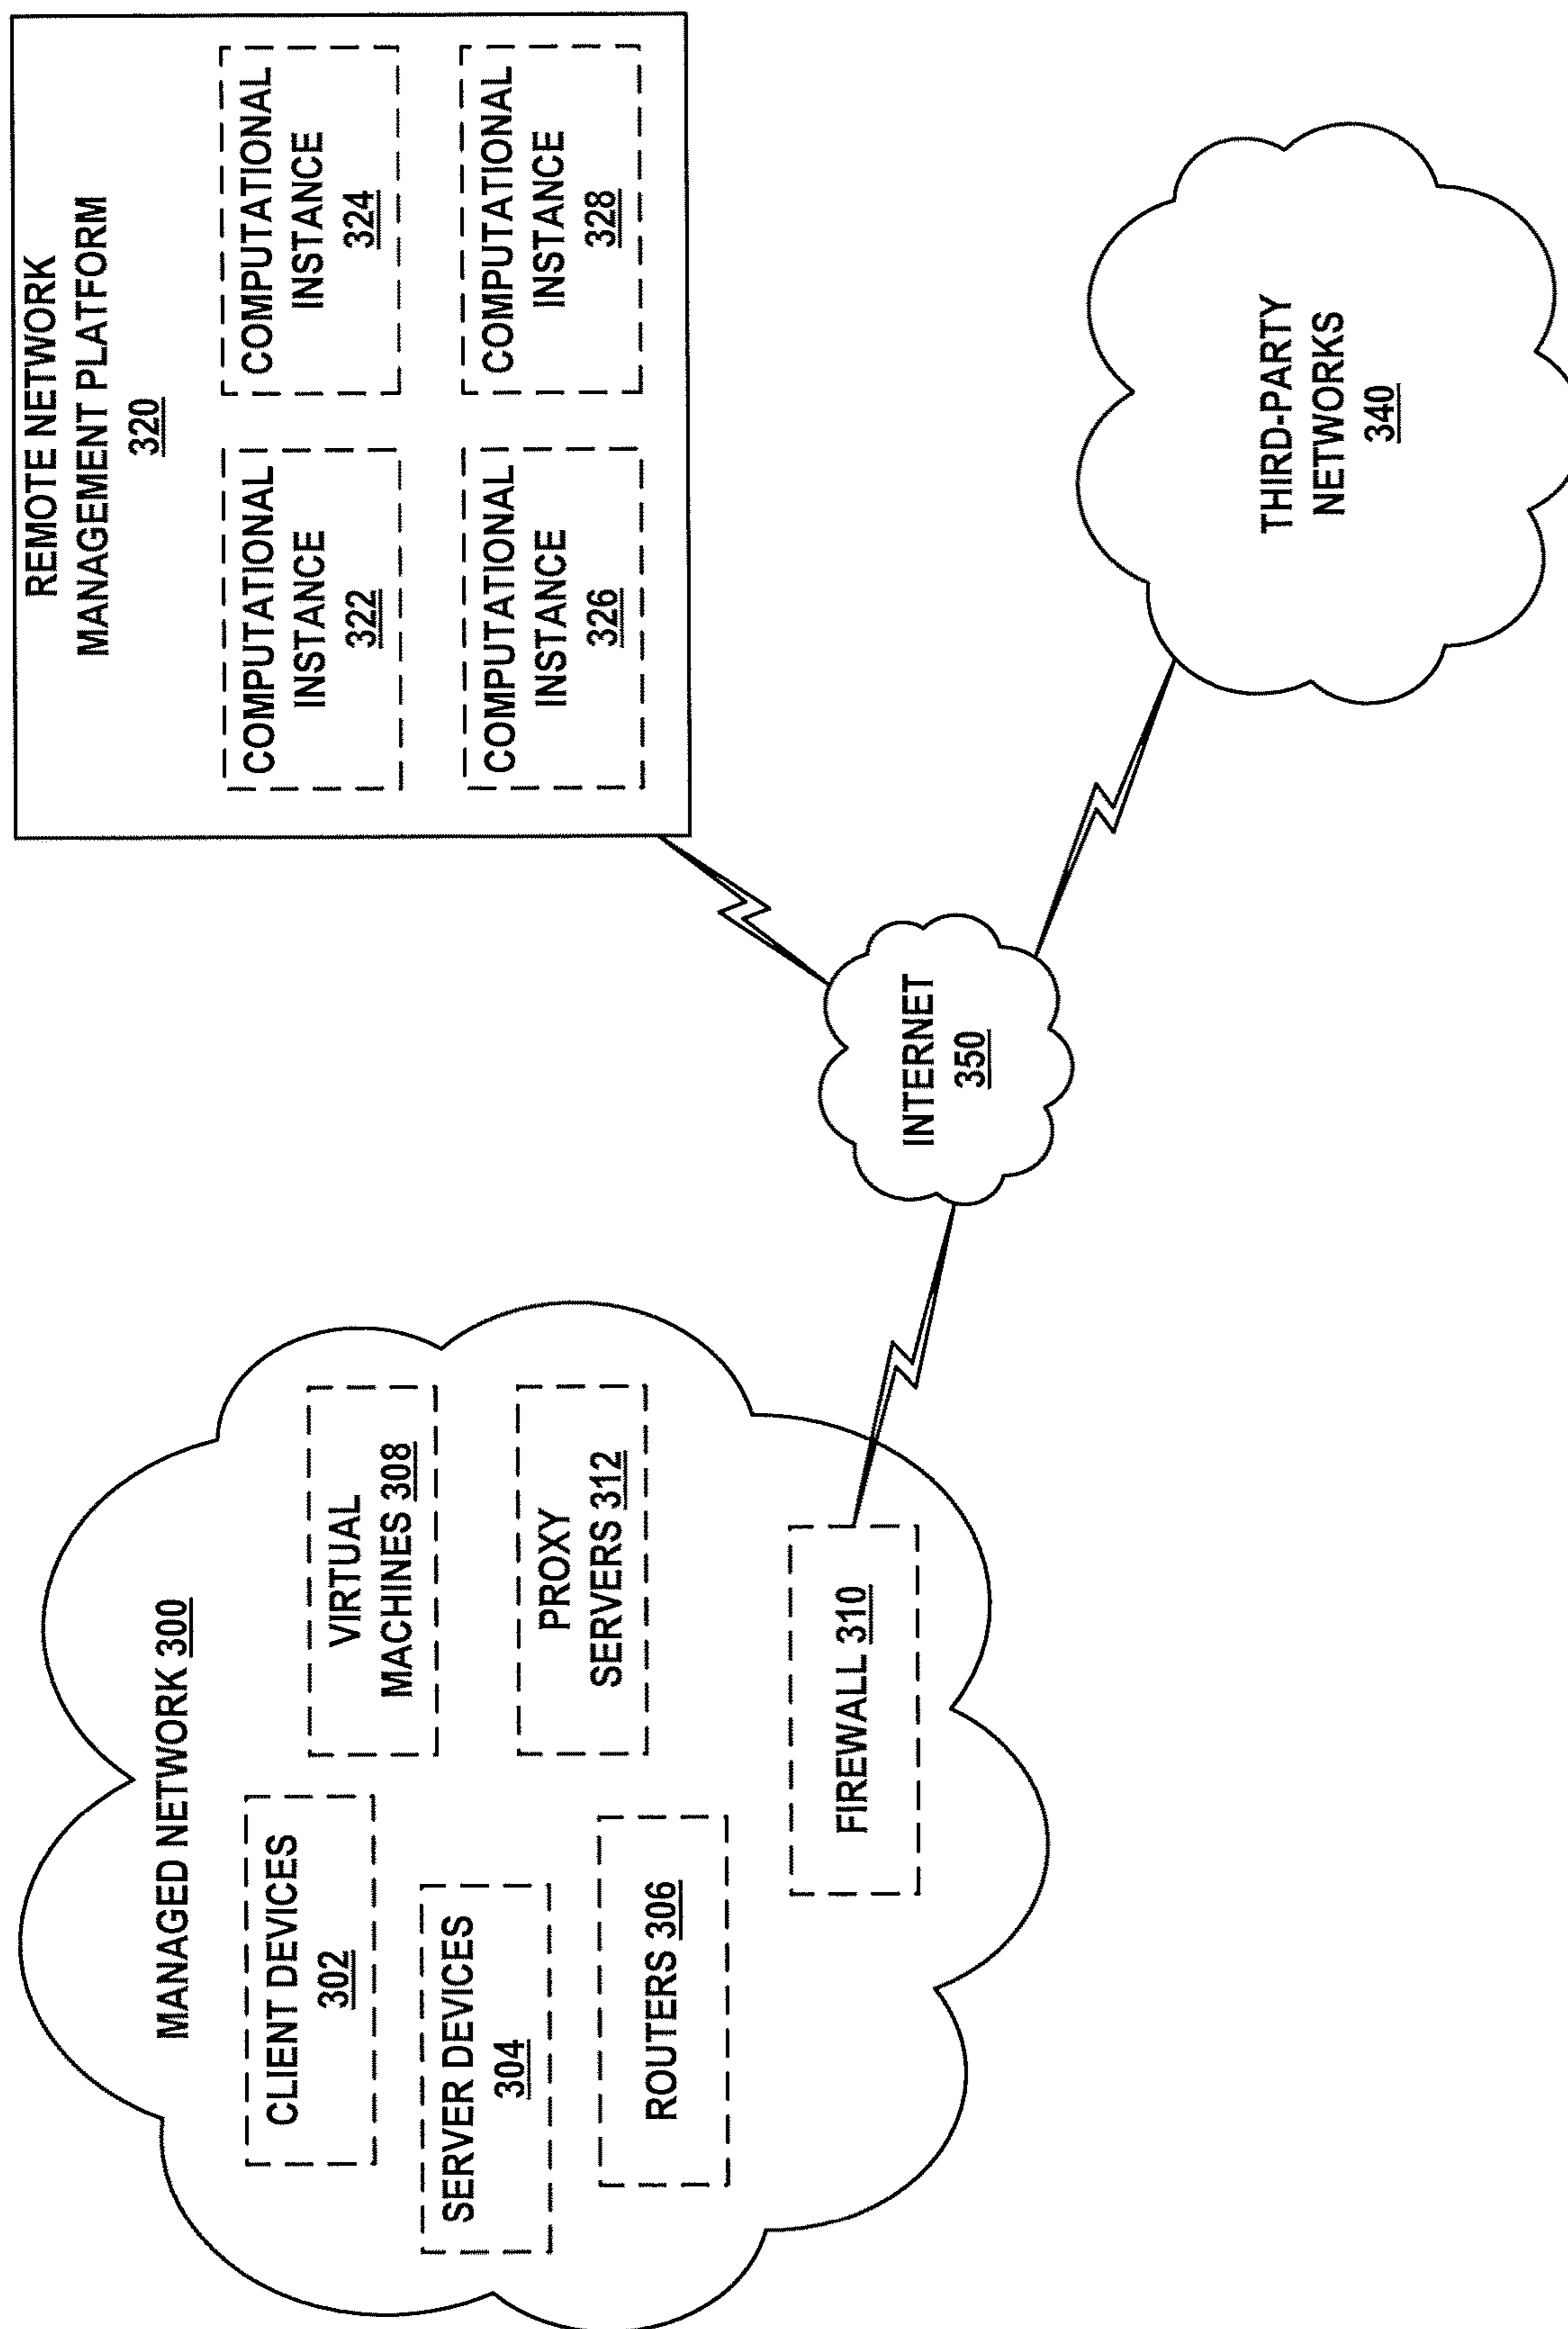 MANAGED NETWORK 300
CLIENT DEVICES
302
SERVER DEVICES
304
ROUTERS 306
VIRTUAL
MACHINES 308
PROXY
SERVERS 312
FIREWALL 310
INTERNET
350
REMOTE NETWORK
MANAGEMENT PLATFORM
320
COMPUTATIONAL
INSTANCE
322
COMPUTATIONAL
INSTANCE
324
COMPUTATIONAL
INSTANCE
326
COMPUTATIONAL
INSTANCE
328
THIRD-PARTY
NETWORKS
340